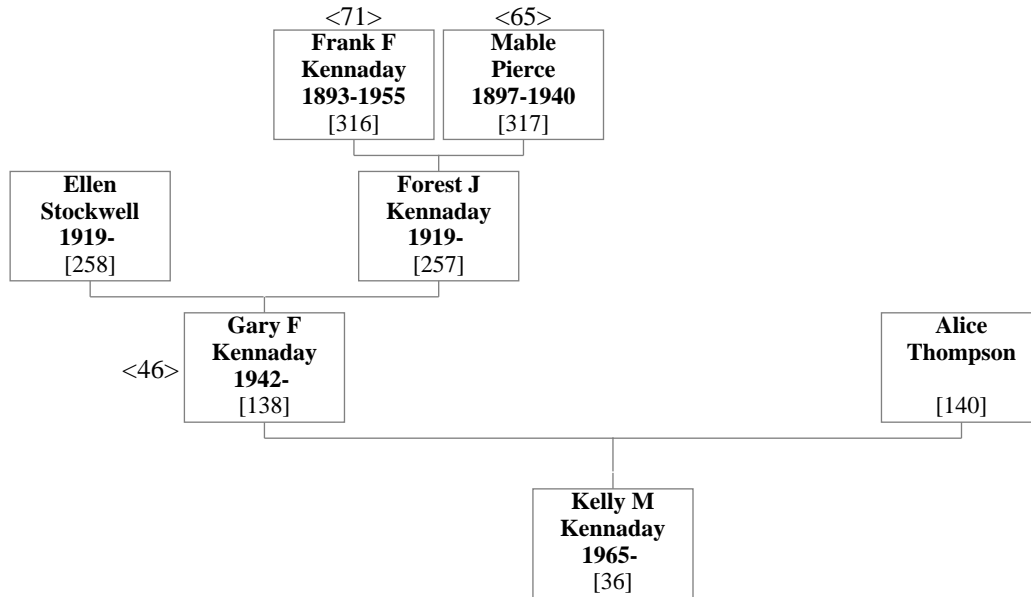 <71>
Frank F
Kennaday
1893-1955
[316]
<65>
Mable
Pierce
1897-1940
[317]
Ellen
Stockwell
1919-
[258]
Forest J
Kennaday
1919-
[257]
<46>
Gary F
Kennaday
1942-
[138]
Alice
Thompson
[140]
Kelly M
Kennaday
1965-
[36]